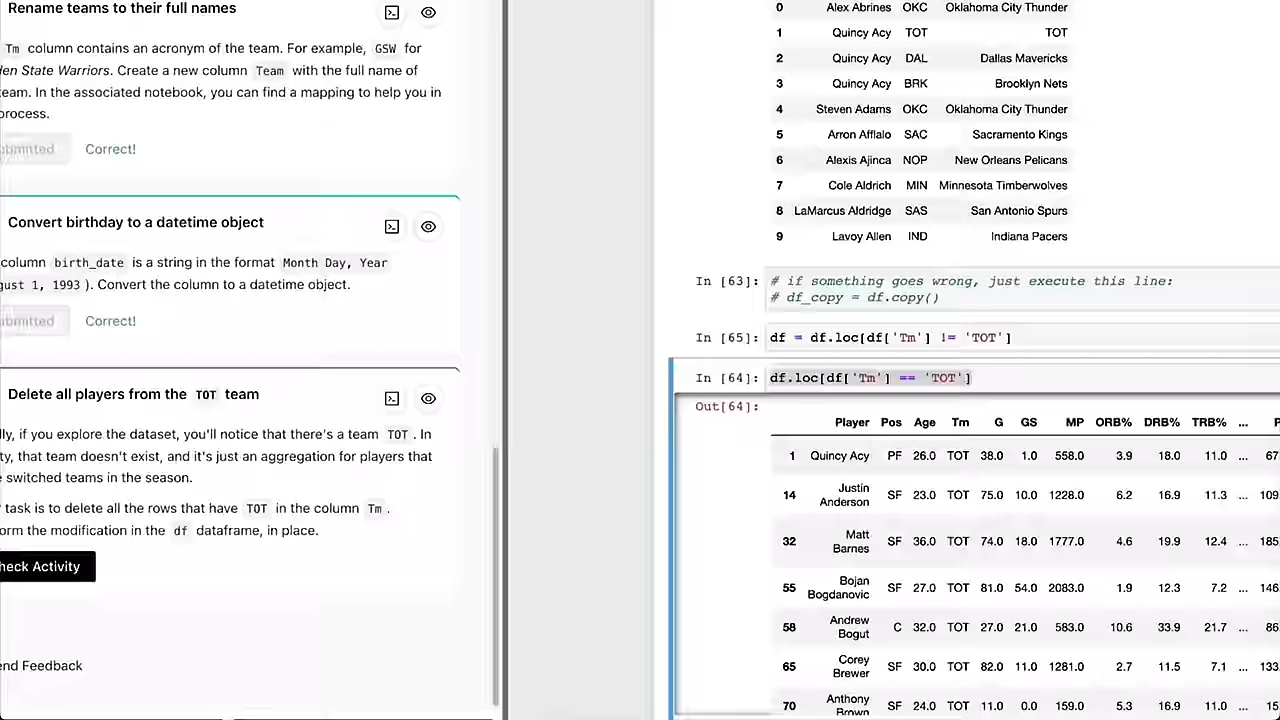 Rename teams to their full names
Tm column contains an acronym of the team. For example, GSW for
en State Warriors. Create a new column Team with the full name of
eam. In the associated notebook, you can find a mapping to help you in
process.
Correct!
Convert birthday to a datetime object
column birth_date is a string in the format Month Day, Year
gust 1, 1993 ). Convert the column to a datetime object.
Correct!
Delete all players from the TOT team
lly, if you explore the dataset, you'll notice that there's a team TOT . In
ty, that team doesn't exist, and it's just an aggregation for players that
switched teams in the season.
task is to delete all the rows that have TOT in the column Tm .
orm the modification in the df dataframe, in place.
heck Activity
end Feedback
0 Alex Abrines OKC Oklahoma City Thunder
1 Quincy Acy TOT TOT
2 Quincy Acy DAL Dallas Mavericks
3 Quincy Acy BRK Brooklyn Nets
4 Steven Adams OKC Oklahoma City Thunder
5 Arron Afflalo SAC Sacramento Kings
6 Alexis Ajinca NOP New Orleans Pelicans
7 Cole Aldrich MIN Minnesota Timberwolves
8 LaMarcus Aldridge SAS San Antonio Spurs
9 Lavoy Allen IND Indiana Pacers
In [63]: # if something goes wrong, just execute this line:
# df_copy = df.copy()
In [65]: df = df.loc[df['Tm'] != 'TOT']
In [64]: df.loc[df['Tm'] == 'TOT']
Out[64]:
Player Pos Age Tm G GS MP ORB% DRB% TRB% ... P
1 Quincy Acy PF 26.0 TOT 38.0 1.0 558.0 3.9 18.0 11.0 ... 67
14 Justin Anderson SF 23.0 TOT 75.0 10.0 1228.0 6.2 16.9 11.3 ... 109
32 Matt Barnes SF 36.0 TOT 74.0 18.0 1777.0 4.6 19.9 12.4 ... 185
55 Bojan Bogdanovic SF 27.0 TOT 81.0 54.0 2083.0 1.9 12.3 7.2 ... 146
58 Andrew Bogut C 32.0 TOT 27.0 21.0 583.0 10.6 33.9 21.7 ... 86
65 Corey Brewer SF 30.0 TOT 82.0 11.0 1281.0 2.7 11.5 7.1 ... 133
70 Anthony Brown SF 24.0 TOT 11.0 0.0 159.0 5.3 16.9 11.0 ... 15